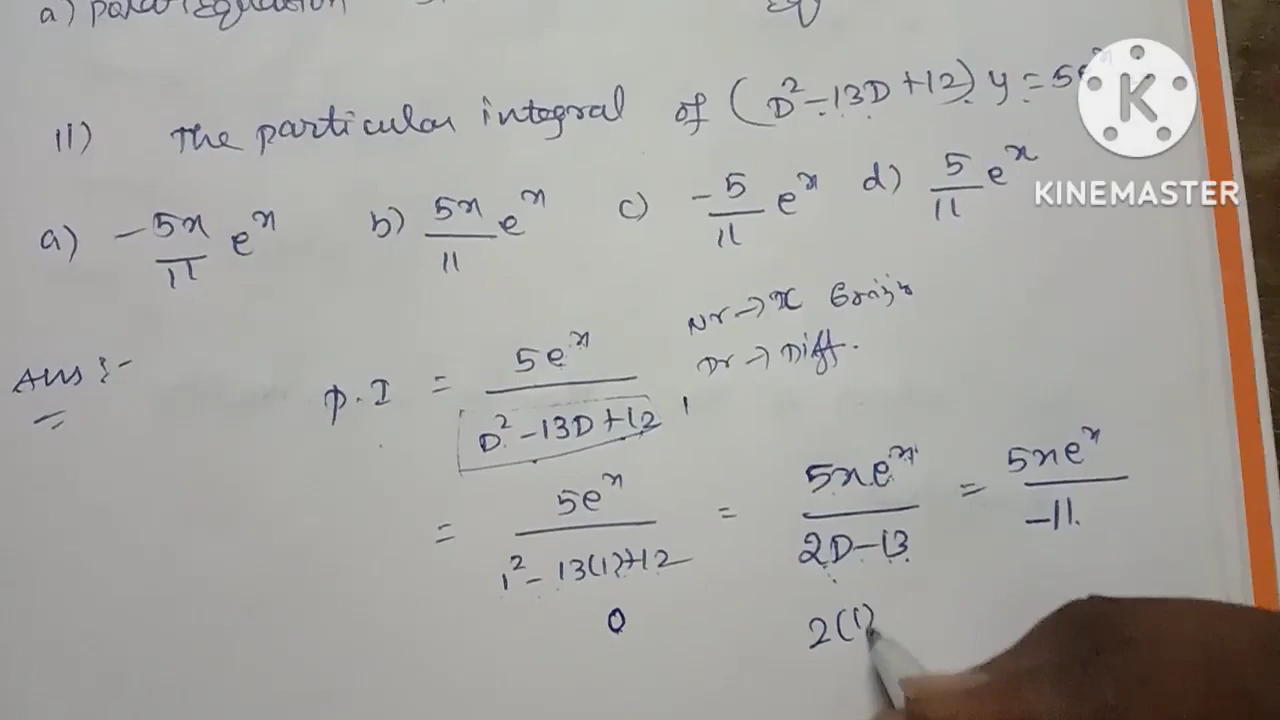 a)
11) The particular integral of (D² - 13D + 12) y = 5e
K
KINEMASTER
a) -5x/11 eˣ b) 5x/11 eˣ c) -5/11 eˣ d) 5/11 eˣ
Nr → x
Dr → Diff.
Ans :-
P.I = 5eˣ / D² - 13D + 12
= 5eˣ / 1² - 13(1) + 12 = 5xeˣ / 2D - 13 = 5xeˣ / -11.
0 2(1)